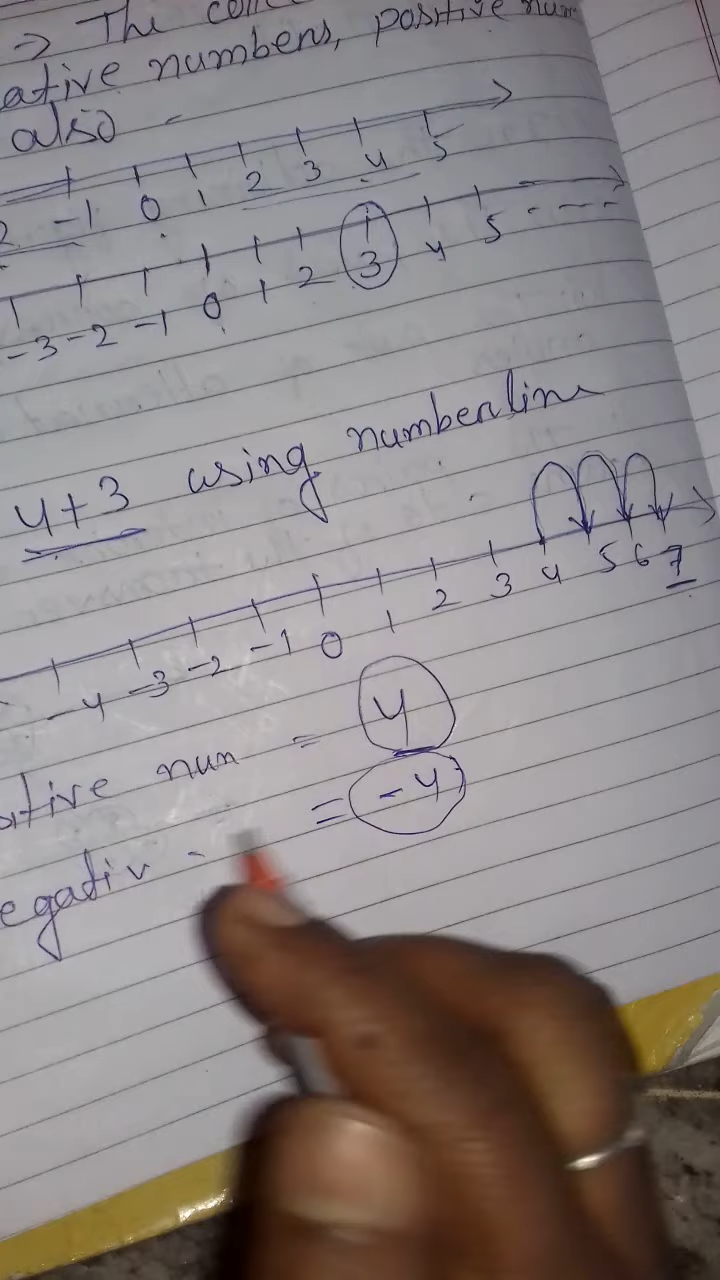 -> The
ative numbers, positive num
also -
2 -1 0 1 2 3 4 5
-3 -2 -1 0 1 2 3 4 5 - - - -
4+3 using numberline
-4 -3 -2 -1 0 1 2 3 4 5 6 7
itive num = 4
egativ - = -4